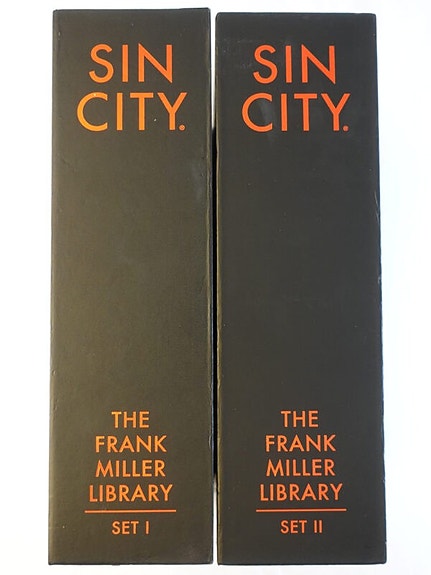 SIN
CITY®
THE
FRANK
MILLER
LIBRARY
SET I
SIN
CITY®
THE
FRANK
MILLER
LIBRARY
SET II